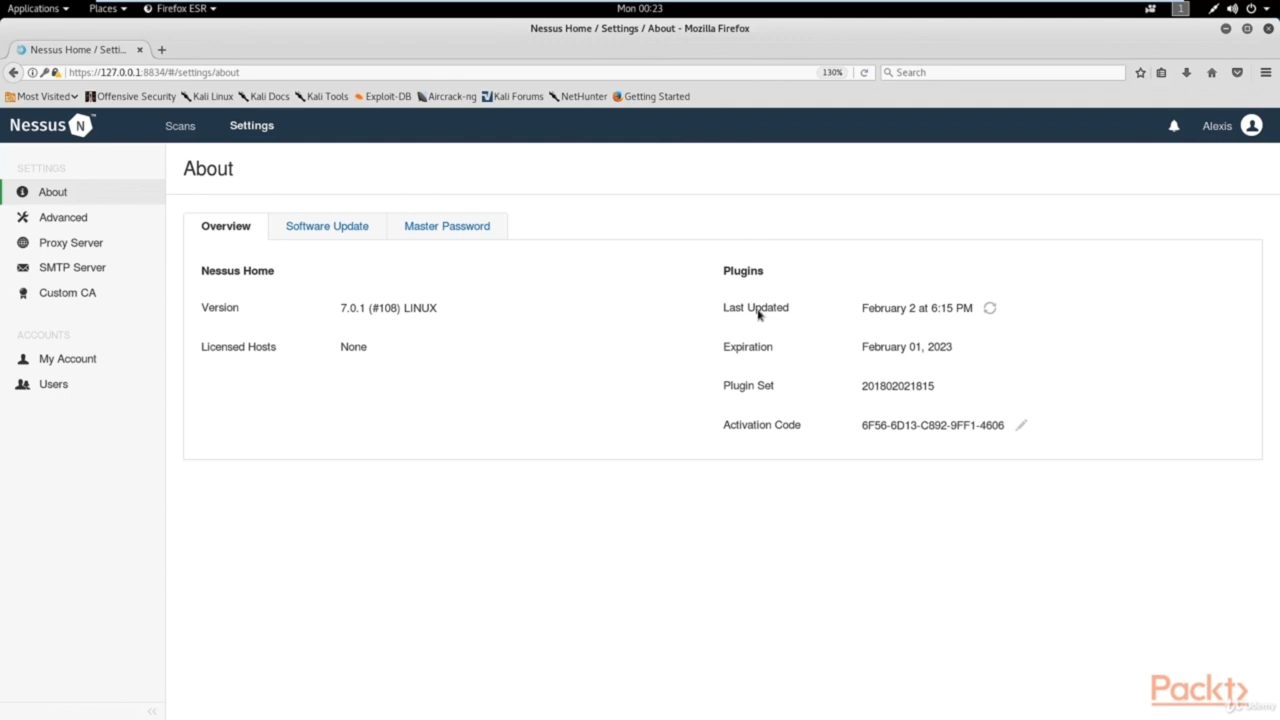 Applications Places Firefox ESR Mon 00:23 1
Nessus Home / Settings / About - Mozilla Firefox
Nessus Home / Setti...
https://127.0.0.1:8834/#/settings/about 130% Search
Most Visited Offensive Security Kali Linux Kali Docs Kali Tools Exploit-DB Aircrack-ng Kali Forums NetHunter Getting Started
Nessus N Scans Settings Alexis
SETTINGS
About
Advanced
Proxy Server
SMTP Server
Custom CA
ACCOUNTS
My Account
Users
About
Overview Software Update Master Password
Nessus Home Plugins
Version 7.0.1 (#108) LINUX Last Updated February 2 at 6:15 PM
Licensed Hosts None Expiration February 01, 2023
Plugin Set 201802021815
Activation Code 6F56-6D13-C892-9FF1-4606
Packt
Udemy